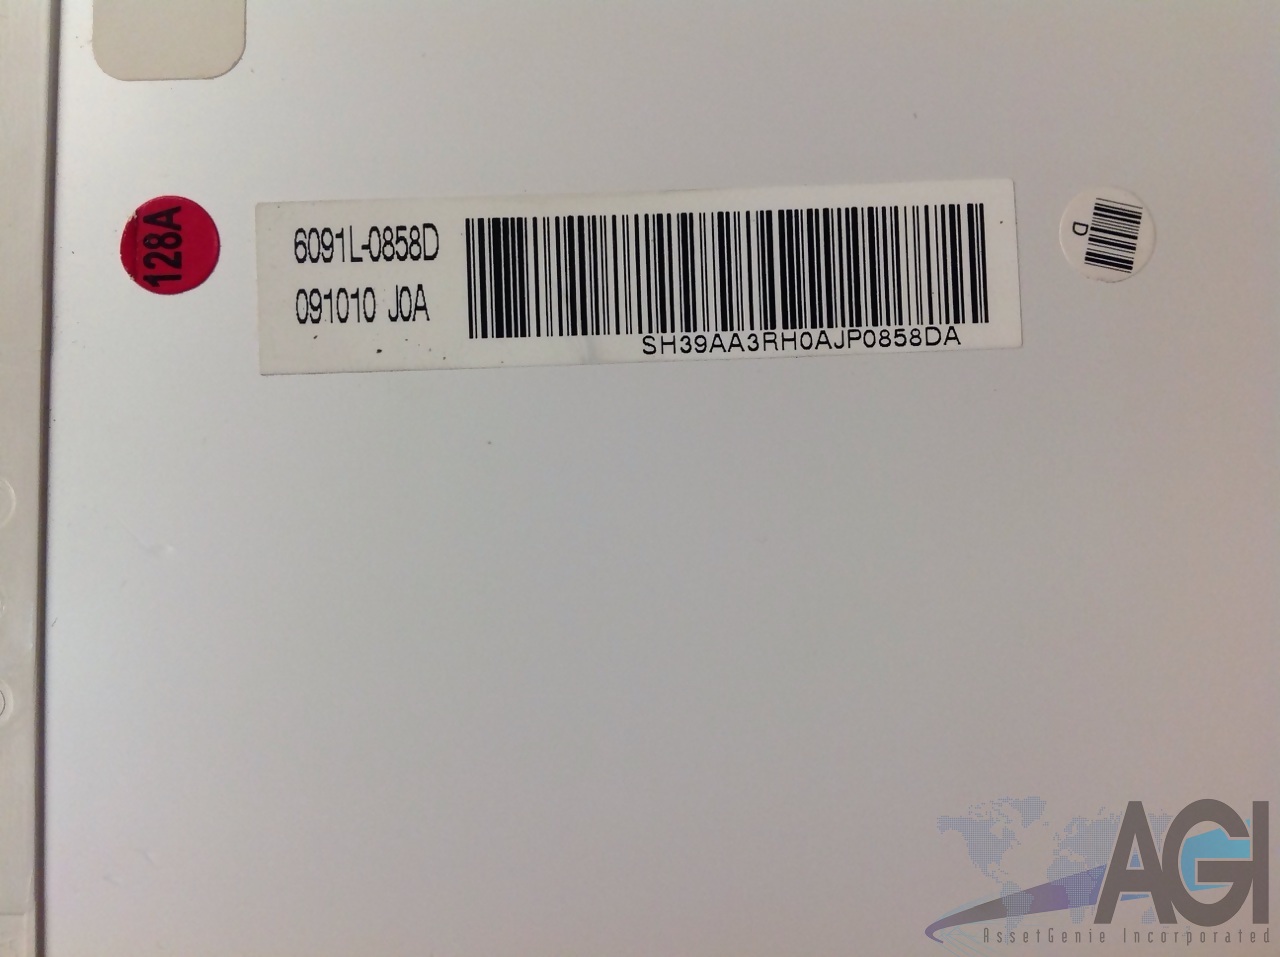 128A
6091L-0858D
091010 J0A
SH39AA3RH0AJP0858DA
D
AGI
AssetGenie Incorporated